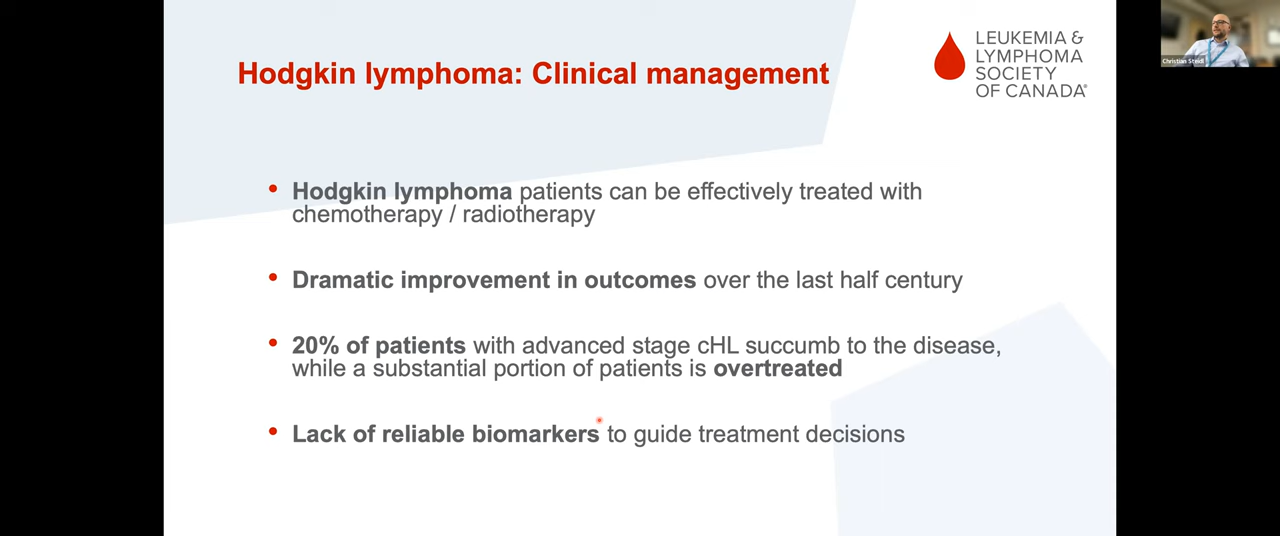 Hodgkin lymphoma: Clinical management
LEUKEMIA &
LYMPHOMA
SOCIETY
OF CANADA®
Christian Steidl
• Hodgkin lymphoma patients can be effectively treated with
chemotherapy / radiotherapy
• Dramatic improvement in outcomes over the last half century
• 20% of patients with advanced stage cHL succumb to the disease,
while a substantial portion of patients is overtreated
• Lack of reliable biomarkers to guide treatment decisions